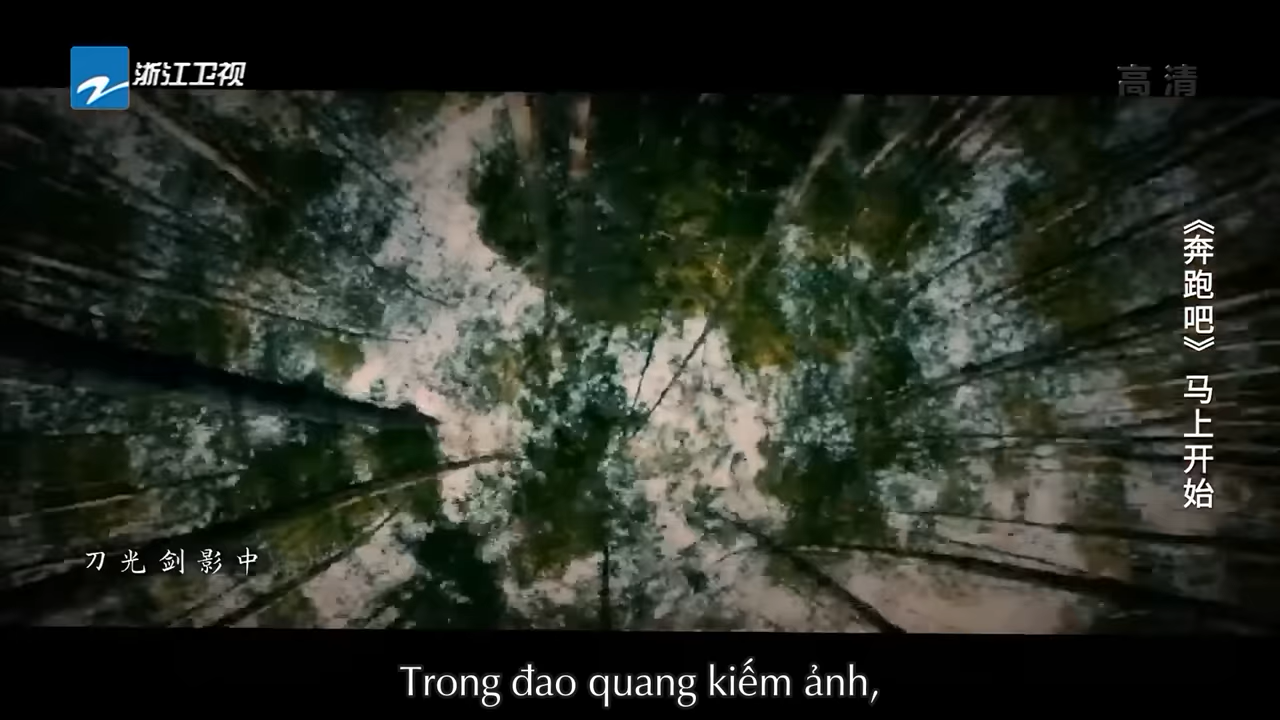 浙江卫视
高清
《奔跑吧》 马上开始
刀光剑影中
Trong đao quang kiếm ảnh,